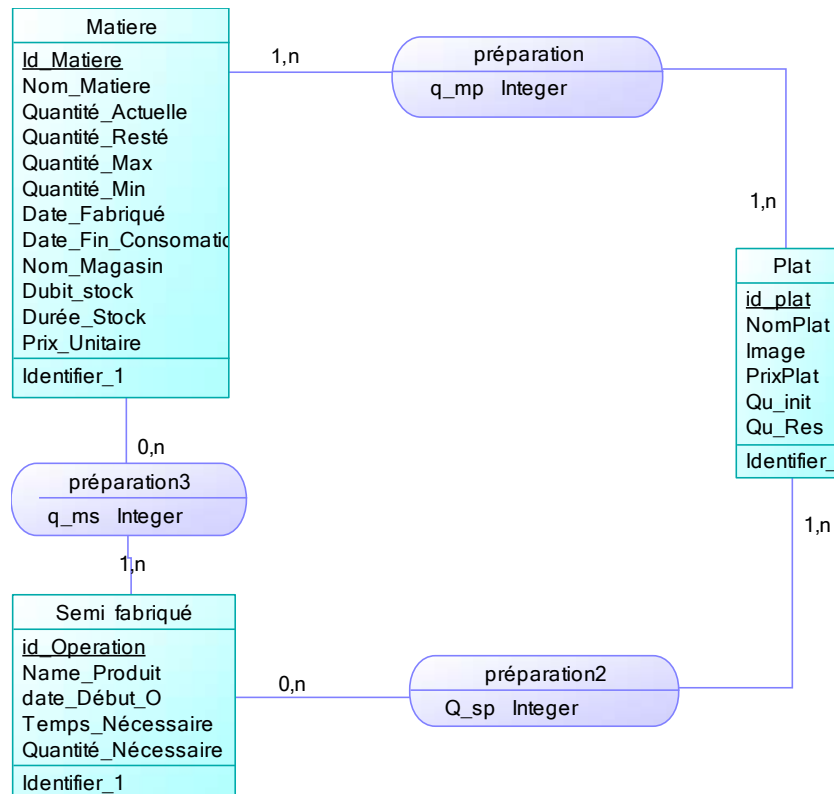 Matiere
Id_Matiere
Nom_Matiere
Quantité_Actuelle
Quantité_Resté
Quantité_Max
Quantité_Min
Date_Fabriqué
Date_Fin_Consomatic
Nom_Magasin
Dubit_stock
Durée_Stock
Prix_Unitaire
Identifier_1
1,n
préparation
q_mp Integer
1,n
Plat
id_plat
NomPlat
Image
PrixPlat
Qu_init
Qu_Res
Identifier_
0,n
préparation3
q_ms Integer
1,n
1,n
Semi fabriqué
id_Operation
Name_Produit
date_Début_O
Temps_Nécessaire
Quantité_Nécessaire
Identifier_1
0,n
préparation2
Q_sp Integer